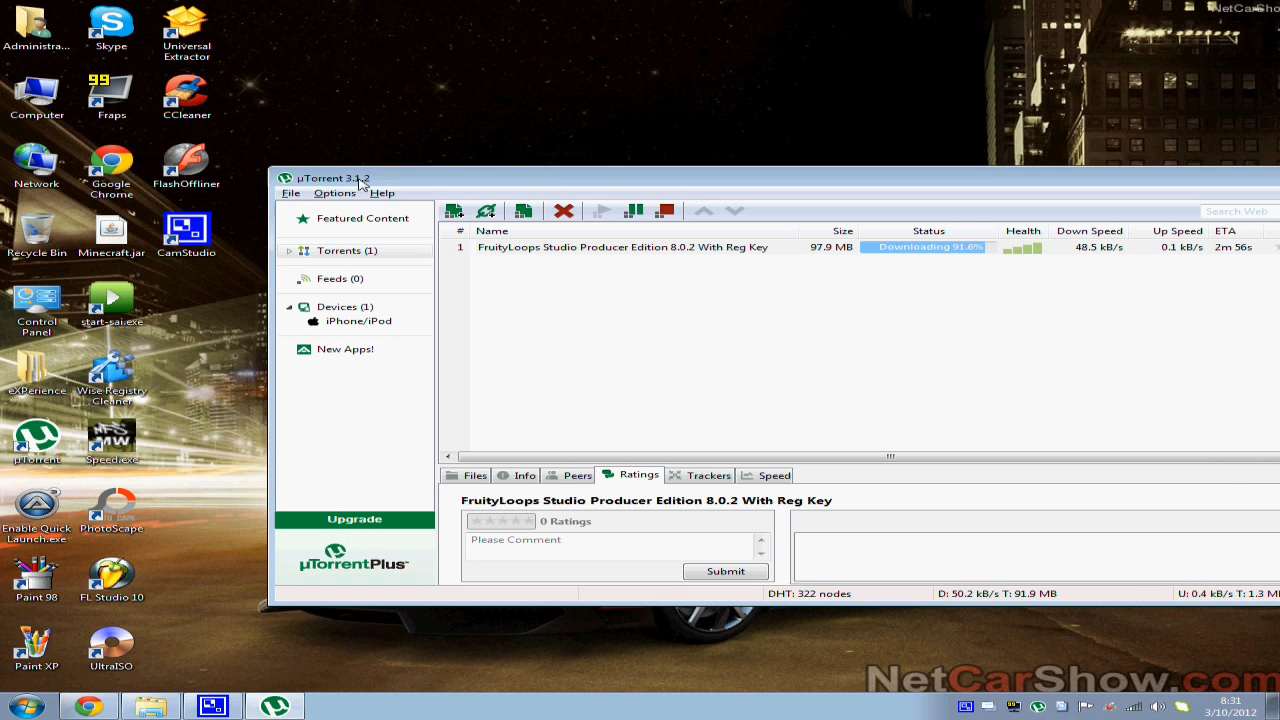 NetCarShow
Administra...
Skype
Universal
Extractor
99
Computer
Fraps
CCleaner
Network
Google
Chrome
FlashOffliner
Recycle Bin
Minecraft.jar
CamStudio
Control
Panel
start-sai.exe
eXPerience
Wise Registry
Cleaner
µTorrent
NFS
MW
Speed.exe
Enable Quick
Launch.exe
PhotoScape
Paint 98
FL Studio 10
Paint XP
UltraISO
µTorrent 3.1.2
File Options Help
Featured Content
Torrents (1)
Feeds (0)
Devices (1)
iPhone/iPod
New Apps!
Upgrade
µTorrentPlus
Search Web
# Name Size Status Health Down Speed Up Speed ETA
1 FruityLoops Studio Producer Edition 8.0.2 With Reg Key 97.9 MB Downloading 91.6% 48.5 kB/s 0.1 kB/s 2m 56s
Files Info Peers Ratings Trackers Speed
FruityLoops Studio Producer Edition 8.0.2 With Reg Key
0 Ratings
Please Comment
Submit
DHT: 322 nodes D: 50.2 kB/s T: 91.9 MB U: 0.4 kB/s T: 1.3 M
NetCarShow.com
8:31
3/10/2012